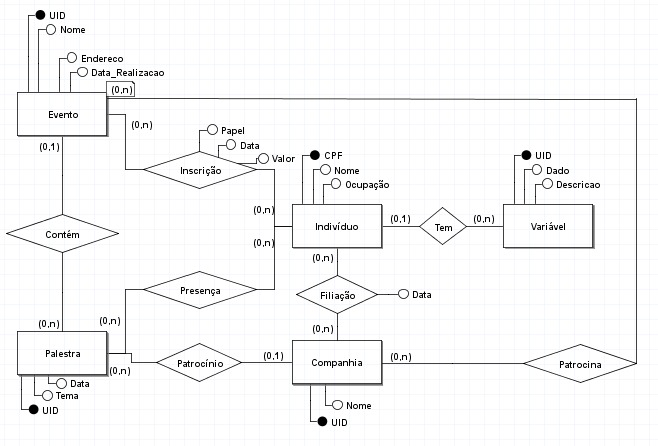 UID
Nome
Endereco
Data_Realizacao
(0,n)
Evento
(0,n)
(0,1)
Papel
Data
Valor
Inscrição
CPF
Nome
Ocupação
UID
Dado
Descricao
(0,n)
Indivíduo
(0,1)
Tem
(0,n)
Variável
Contém
(0,n)
(0,n)
Presença
Filiação
Data
(0,n)
(0,n)
(0,n)
Palestra
(0,n)
Patrocínio
(0,1)
Companhia
(0,n)
Patrocina
Data
Tema
UID
Nome
UID